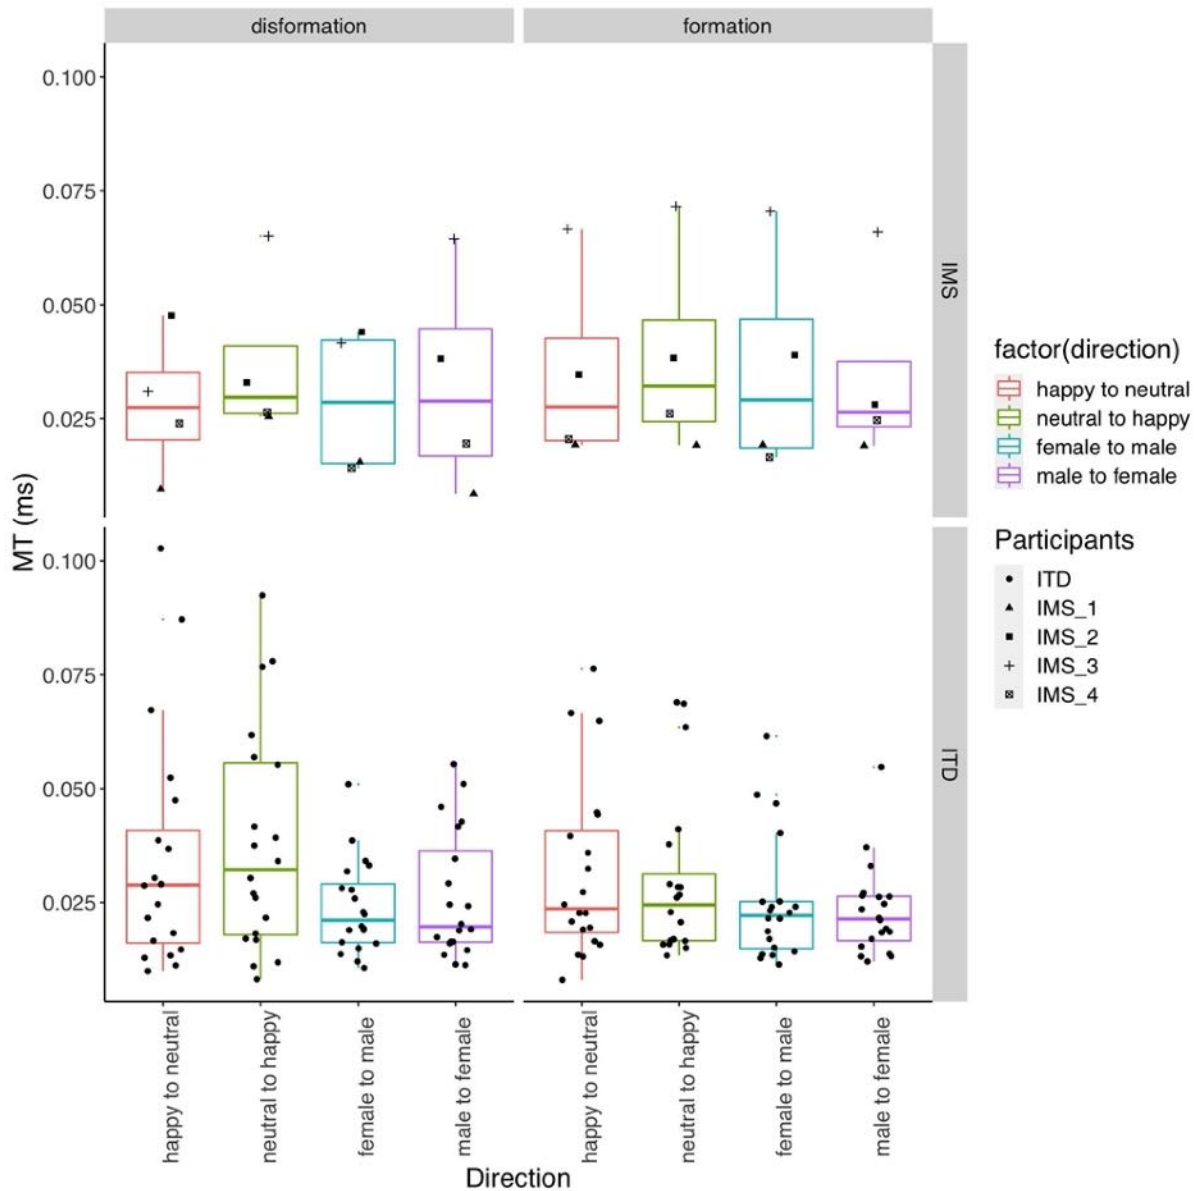 disformation
formation
0.100
0.075
0.050
0.025
IMS
0.100
0.075
0.050
0.025
ITD
MT (ms)
happy to neutral
neutral to happy
female to male
male to female
happy to neutral
neutral to happy
female to male
male to female
Direction
factor(direction)
happy to neutral
neutral to happy
female to male
male to female
Participants
ITD
IMS_1
IMS_2
IMS_3
IMS_4